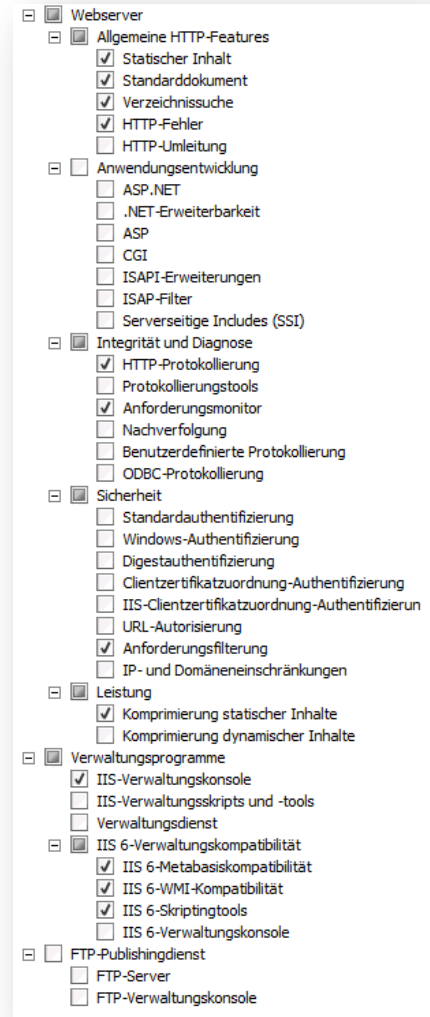 Webserver
Allgemeine HTTP-Features
Statischer Inhalt
Standarddokument
Verzeichnissuche
HTTP-Fehler
HTTP-Umleitung
Anwendungsentwicklung
ASP.NET
.NET-Erweiterbarkeit
ASP
CGI
ISAPI-Erweiterungen
ISAP-Filter
Serverseitige Includes (SSI)
Integrität und Diagnose
HTTP-Protokollierung
Protokollierungstools
Anforderungsmonitor
Nachverfolgung
Benutzerdefinierte Protokollierung
ODBC-Protokollierung
Sicherheit
Standardauthentifizierung
Windows-Authentifizierung
Digestauthentifizierung
Clientzertifikatzuordnung-Authentifizierung
IIS-Clientzertifikatzuordnung-Authentifizierun
URL-Autorisierung
Anforderungsfilterung
IP- und Domäneneinschränkungen
Leistung
Komprimierung statischer Inhalte
Komprimierung dynamischer Inhalte
Verwaltungsprogramme
IIS-Verwaltungskonsole
IIS-Verwaltungsskripts und -tools
Verwaltungsdienst
IIS 6-Verwaltungskompatibilität
IIS 6-Metabasiskompatibilität
IIS 6-WMI-Kompatibilität
IIS 6-Skriptingtools
IIS 6-Verwaltungskonsole
FTP-Publishingdienst
FTP-Server
FTP-Verwaltungskonsole